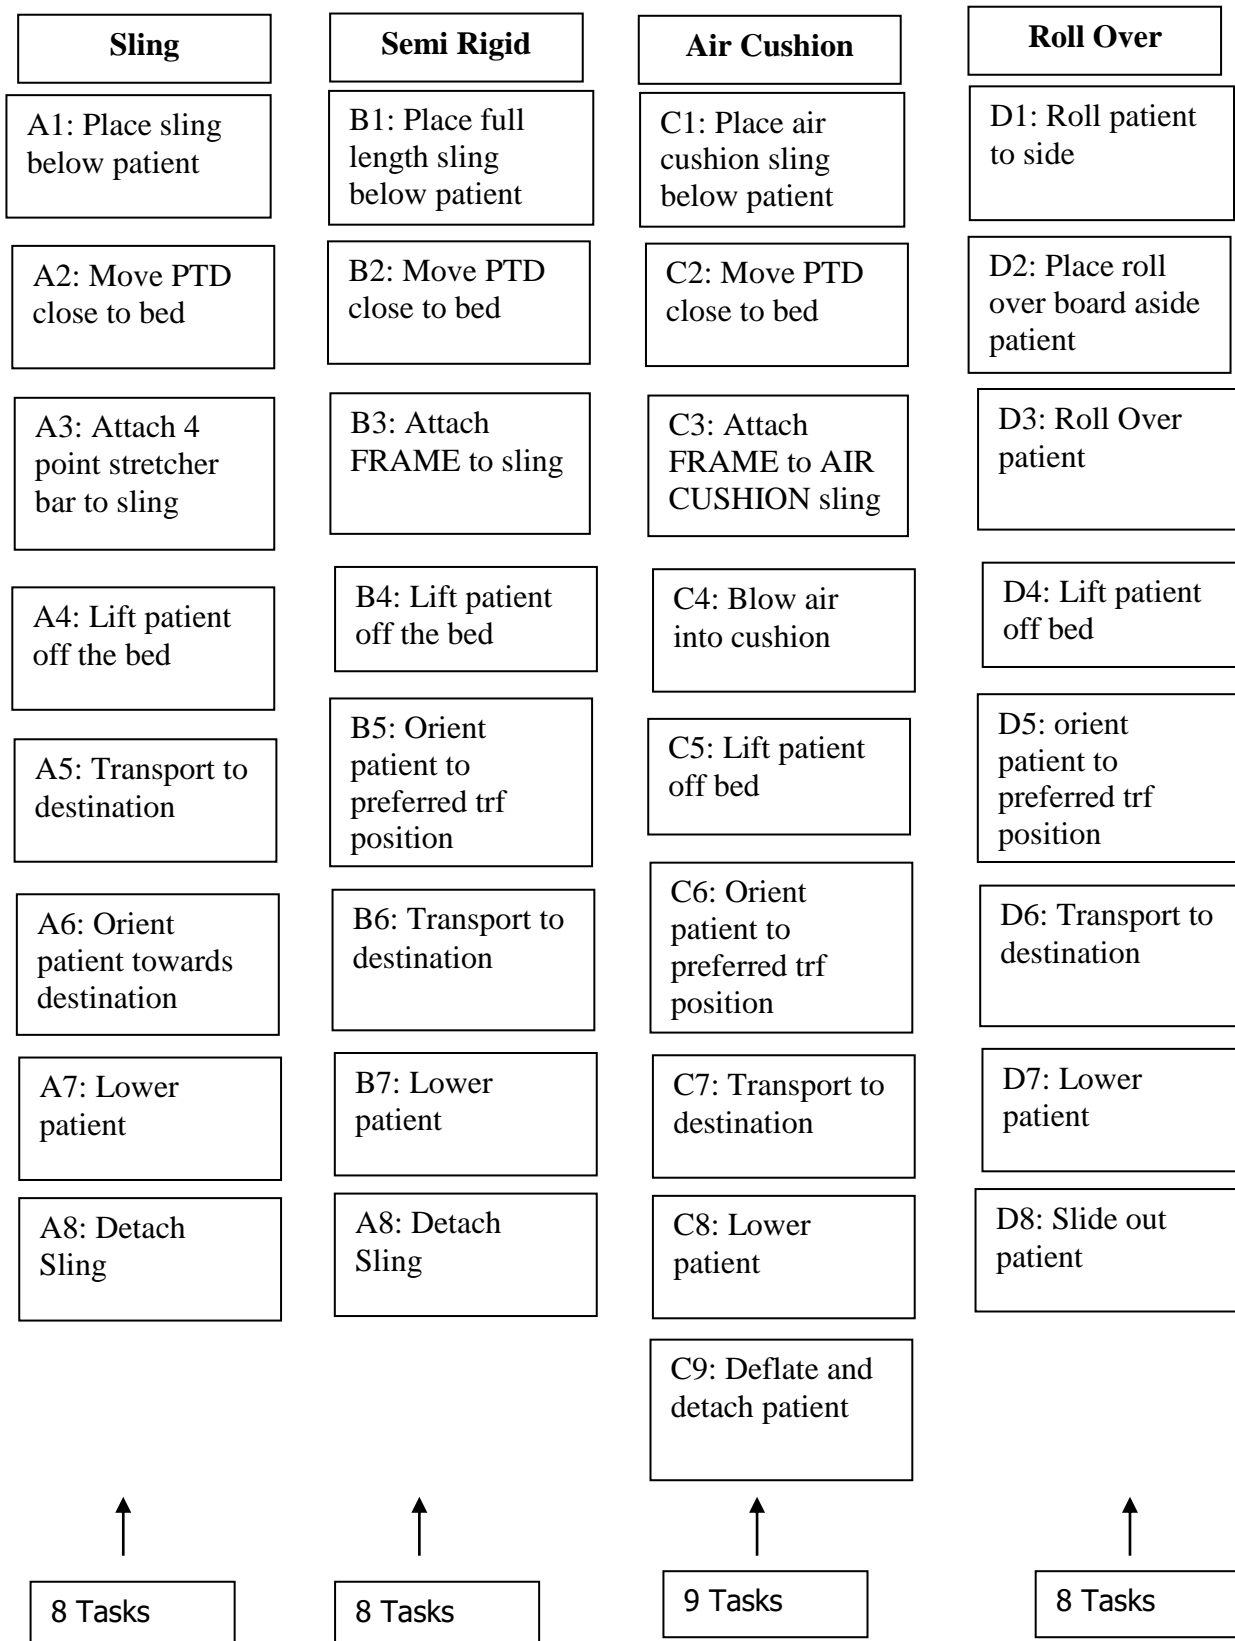 Sling
A1: Place sling
below patient
A2: Move PTD
close to bed
A3: Attach 4
point stretcher
bar to sling
A4: Lift patient
off the bed
A5: Transport to
destination
A6: Orient
patient towards
destination
A7: Lower
patient
A8: Detach
Sling
8 Tasks
Semi Rigid
B1: Place full
length sling
below patient
B2: Move PTD
close to bed
B3: Attach
FRAME to sling
B4: Lift patient
off the bed
B5: Orient
patient to
preferred trf
position
B6: Transport to
destination
B7: Lower
patient
A8: Detach
Sling
8 Tasks
Air Cushion
C1: Place air
cushion sling
below patient
C2: Move PTD
close to bed
C3: Attach
FRAME to AIR
CUSHION sling
C4: Blow air
into cushion
C5: Lift patient
off bed
C6: Orient
patient to
preferred trf
position
C7: Transport to
destination
C8: Lower
patient
C9: Deflate and
detach patient
9 Tasks
Roll Over
D1: Roll patient
to side
D2: Place roll
over board aside
patient
D3: Roll Over
patient
D4: Lift patient
off bed
D5: orient
patient to
preferred trf
position
D6: Transport to
destination
D7: Lower
patient
D8: Slide out
patient
8 Tasks